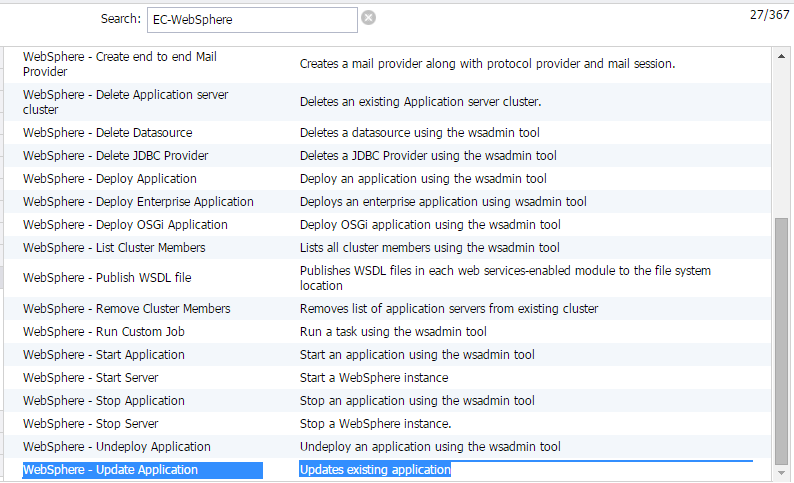 Search: EC-WebSphere 27/367
WebSphere - Create end to end Mail
Provider
Creates a mail provider along with protocol provider and mail session.
WebSphere - Delete Application server
cluster
Deletes an existing Application server cluster.
WebSphere - Delete Datasource Deletes a datasource using the wsadmin tool
WebSphere - Delete JDBC Provider Deletes a JDBC Provider using the wsadmin tool
WebSphere - Deploy Application Deploy an application using the wsadmin tool
WebSphere - Deploy Enterprise Application Deploys an enterprise application using wsadmin tool
WebSphere - Deploy OSGi Application Deploy OSGi application using the wsadmin tool
WebSphere - List Cluster Members Lists all cluster members using the wsadmin tool
WebSphere - Publish WSDL file
Publishes WSDL files in each web services-enabled module to the file system
location
WebSphere - Remove Cluster Members Removes list of application servers from existing cluster
WebSphere - Run Custom Job Run a task using the wsadmin tool
WebSphere - Start Application Start an application using the wsadmin tool
WebSphere - Start Server Start a WebSphere instance
WebSphere - Stop Application Stop an application using the wsadmin tool
WebSphere - Stop Server Stop a WebSphere instance.
WebSphere - Undeploy Application Undeploy an application using the wsadmin tool
WebSphere - Update Application Updates existing application